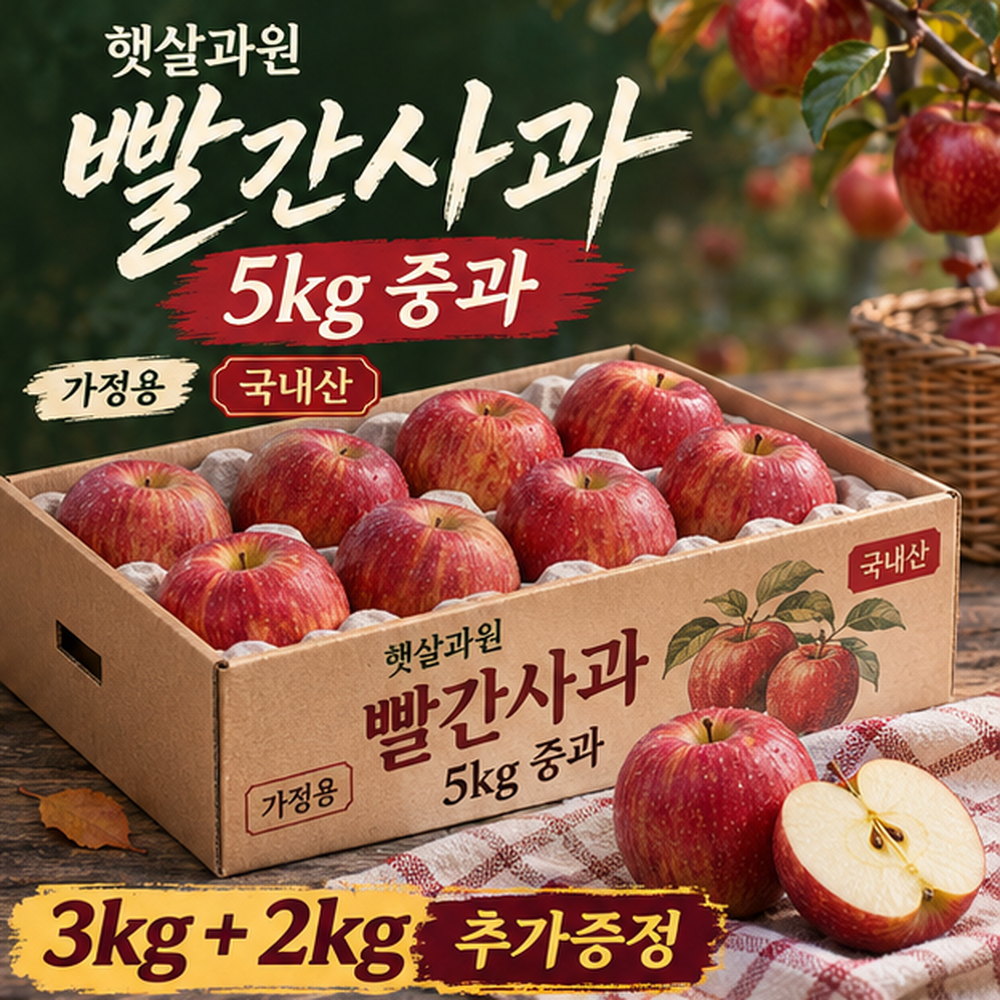 햇살과원
빨간사과
5kg 중과
가정용
국내산
국내산
햇살과원
빨간사과
5kg 중과
가정용
3kg + 2kg 추가증정